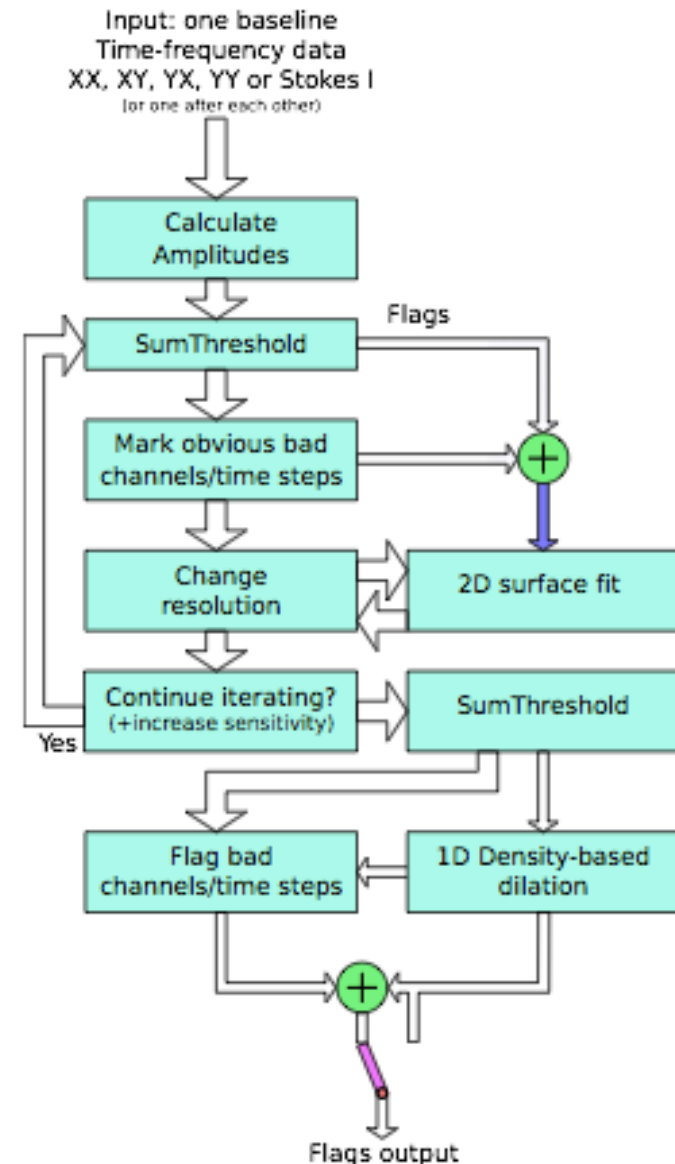 Input: one baseline
Time-frequency data
XX, XY, YX, YY or Stokes I
(or one after each other)
Calculate
Amplitudes
Flags
SumThreshold
Mark obvious bad
channels/time steps
+
Change
resolution
2D surface fit
Continue iterating?
(+increase sensitivity)
SumThreshold
Yes
Flag bad
channels/time steps
1D Density-based
dilation
+
Flags output